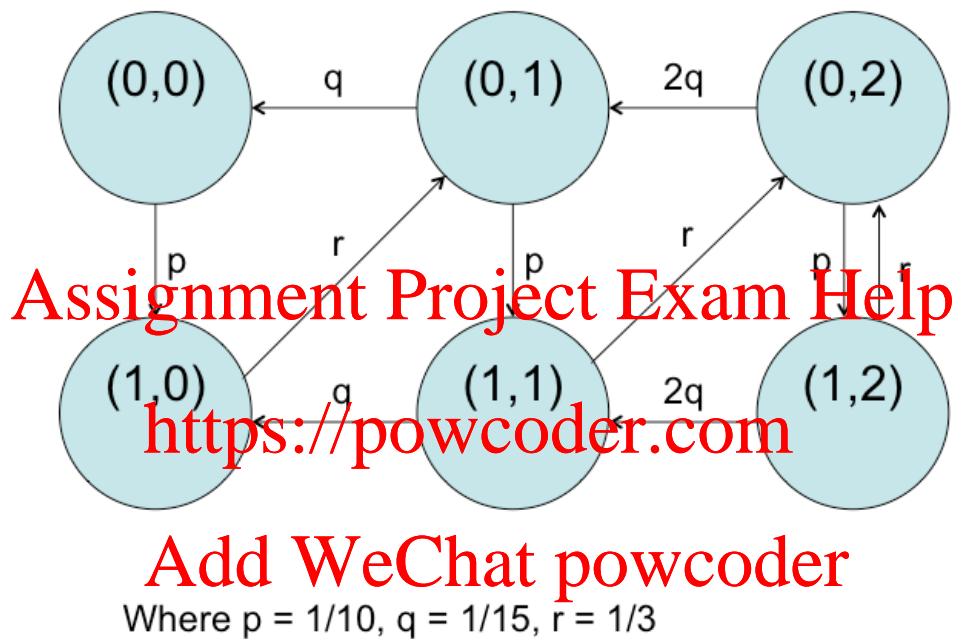 (0,0) q (0,1) 2q (0,2)
p r p r p r
Assignment Project Exam Help
(1,0) q (1,1) 2q (1,2)
https://powcoder.com
Add WeChat powcoder
Where p = 1/10, q = 1/15, r = 1/3